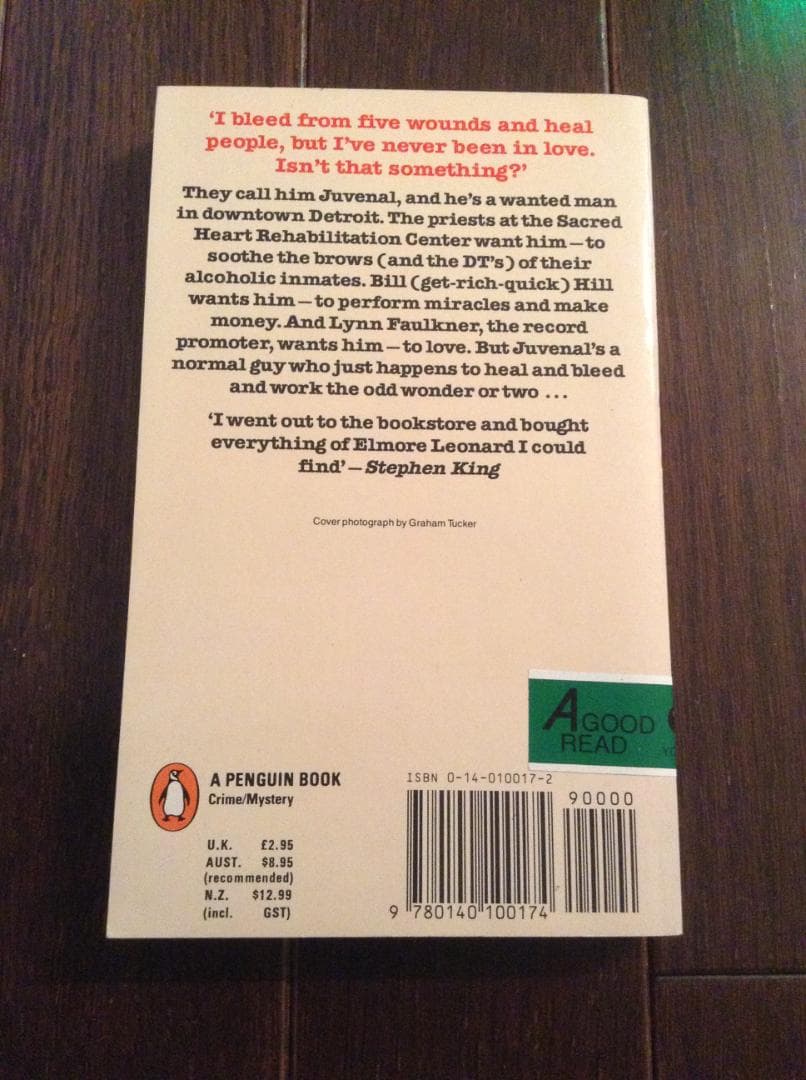 ‘I bleed from five wounds and heal
people, but I’ve never been in love.
Isn’t that something?’
They call him Juvenal, and he’s a wanted man
in downtown Detroit. The priests at the Sacred
Heart Rehabilitation Center want him – to
soothe the brows (and the DT’s) of their
alcoholic inmates. Bill (get-rich-quick) Hill
wants him – to perform miracles and make
money. And Lynn Faulkner, the record
promoter, wants him – to love. But Juvenal’s a
normal guy who just happens to heal and bleed
and work the odd wonder or two ...
‘I went out to the bookstore and bought
everything of Elmore Leonard I could
find’ – Stephen King
Cover photograph by Graham Tucker
A GOOD
READ
A PENGUIN BOOK
Crime/Mystery
U.K. £2.95
AUST. $8.95
(recommended)
N.Z. $12.99
(incl. GST)
ISBN 0-14-010017-2
90000
9 780140 100174